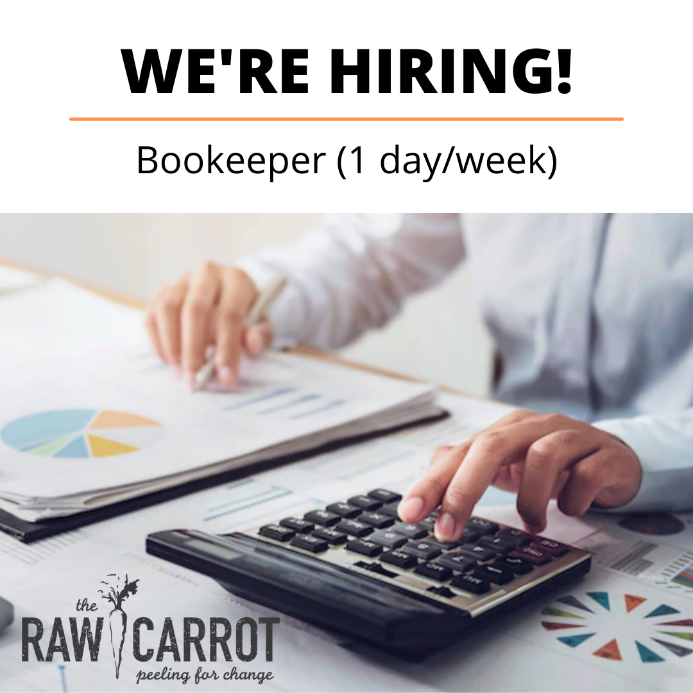 WE'RE HIRING!
Bookeeper (1 day/week)
the
RAW CARROT
peeling for change